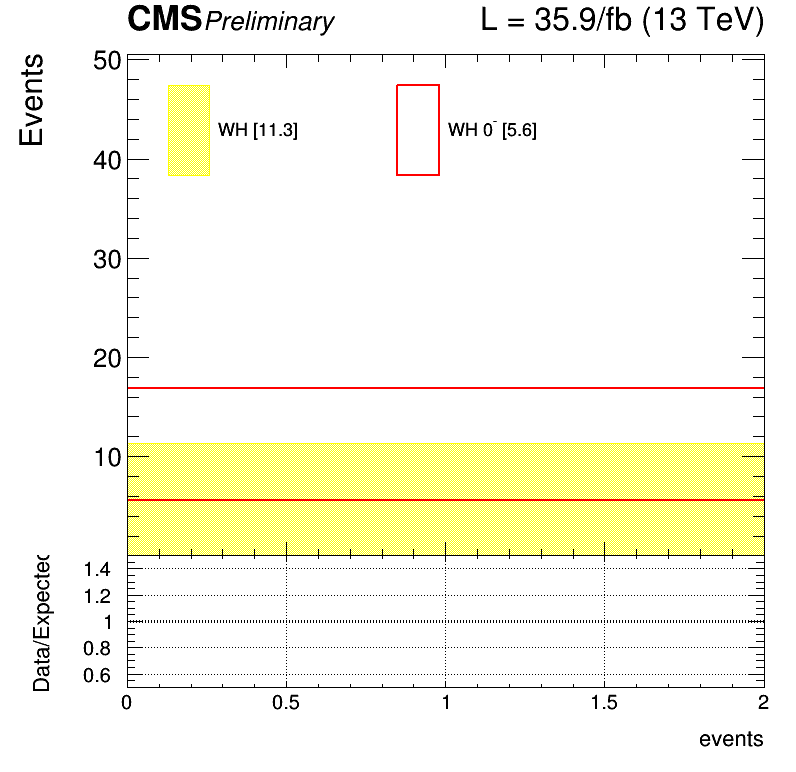 CMS Preliminary L = 35.9/fb (13 TeV)
Events
50
40
30
20
10
WH [11.3]
WH 0⁻ [5.6]
Data/Expected
1.4
1.2
1
0.8
0.6
0 0.5 1 1.5 2
events